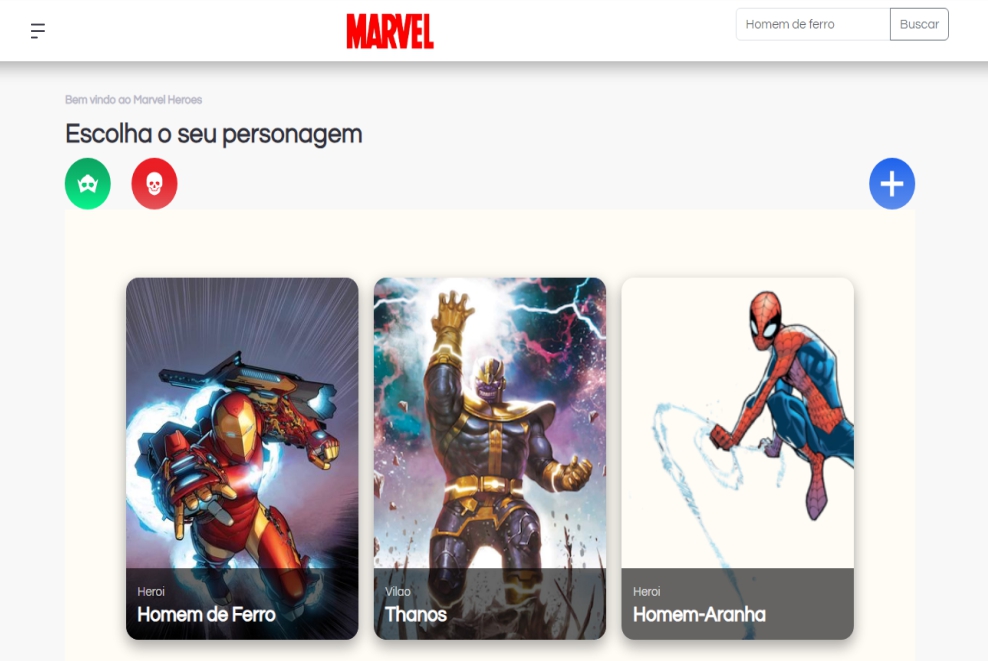 MARVEL
Homem de ferro
Buscar
Bem vindo ao Marvel Heroes
Escolha o seu personagem
Heroi
Homem de Ferro
Vilao
Thanos
Heroi
Homem-Aranha